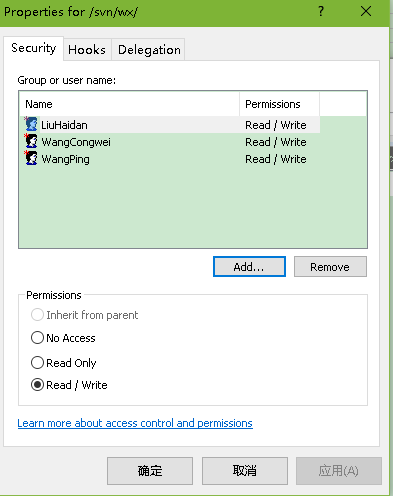 Properties for /svn/wx/
?
Security Hooks Delegation
Group or user name:
Name Permissions
LiuHaidan Read / Write
WangCongwei Read / Write
WangPing Read / Write
Add... Remove
Permissions
Inherit from parent
No Access
Read Only
Read / Write
Learn more about access control and permissions
确定 取消 应用(A)